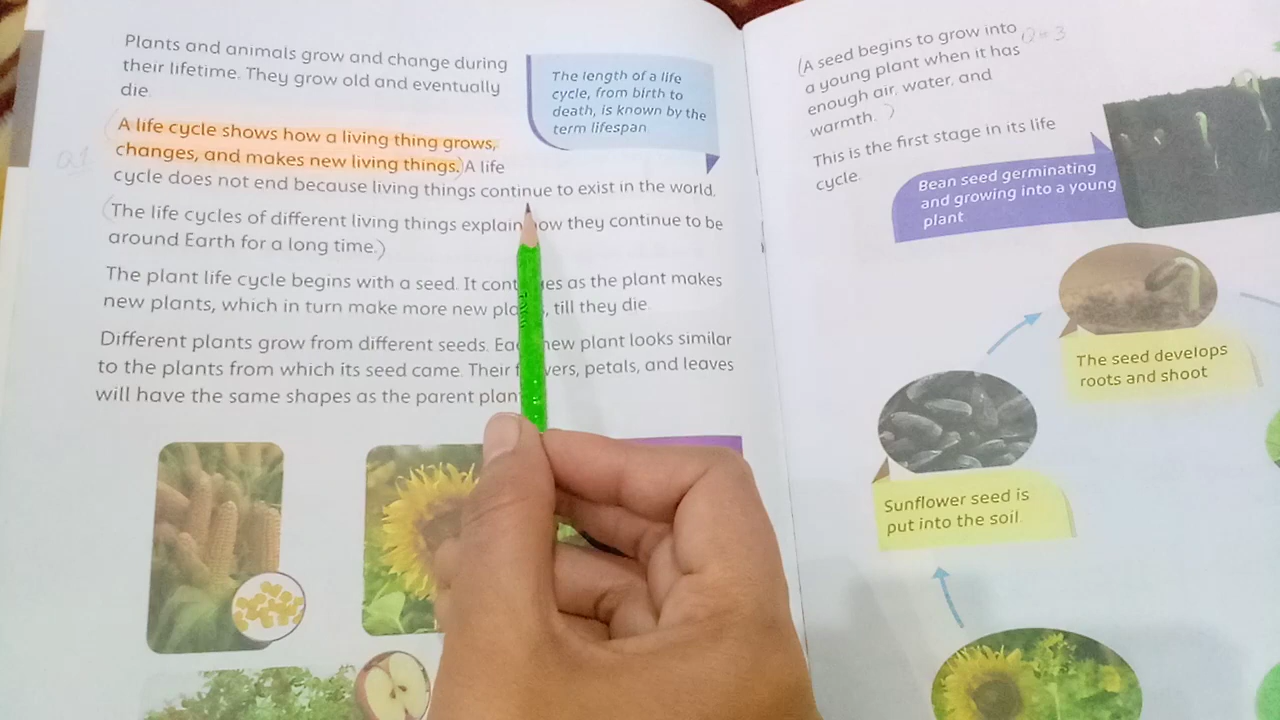 Plants and animals grow and change during
their lifetime. They grow old and eventually
die.
The length of a life
cycle, from birth to
death, is known by the
term lifespan
A life cycle shows how a living thing grows,
changes, and makes new living things. A life
cycle does not end because living things continue to exist in the world.
Q1
(The life cycles of different living things explain how they continue to be
around Earth for a long time.)
The plant life cycle begins with a seed. It as the plant makes
new plants, which in turn make more new , till they die.
Different plants grow from different seeds. new plant looks similar
to the plants from which its seed came. Their petals, and leaves
will have the same shapes as the parent
(A seed begins to grow into
a young plant when it has
enough air, water, and
warmth.)
Q=3
This is the first stage in its life
cycle.
Bean seed germinating
and growing into a young
plant
The seed develops
roots and shoot
Sunflower seed is
put into the soil.